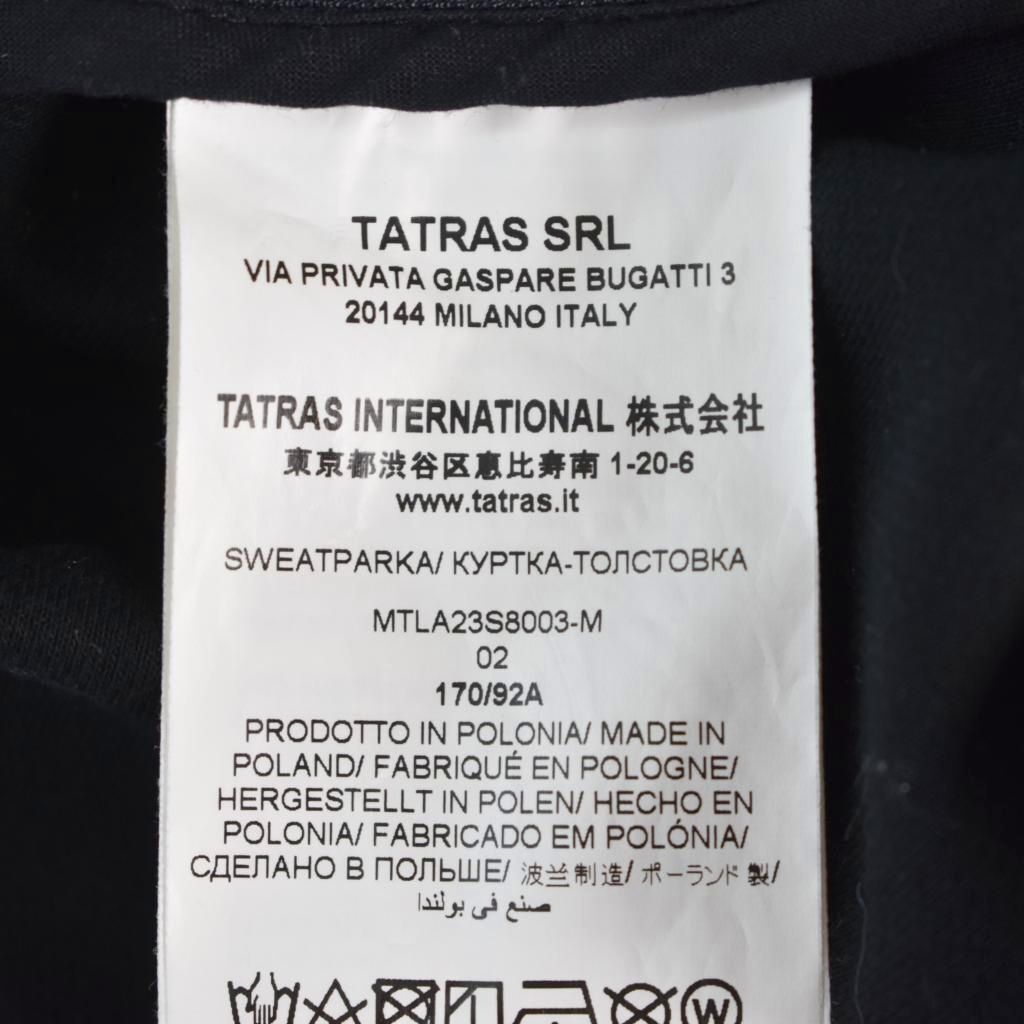 TATRAS SRL
VIA PRIVATA GASPARE BUGATTI 3
20144 MILANO ITALY
TATRAS INTERNATIONAL 株式会社
東京都渋谷区恵比寿南 1-20-6
www.tatras.it
SWEATPARKA/ КУРТКА-ТОЛСТОВКА
MTLA23S8003-M
02
170/92A
PRODOTTO IN POLONIA/ MADE IN
POLAND/ FABRIQUÉ EN POLOGNE/
HERGESTELLT IN POLEN/ HECHO EN
POLONIA/ FABRICADO EM POLÓNIA/
СДЕЛАНО В ПОЛЬШЕ/ 波兰制造/ ポーランド 製/
صنع في بولندا
W